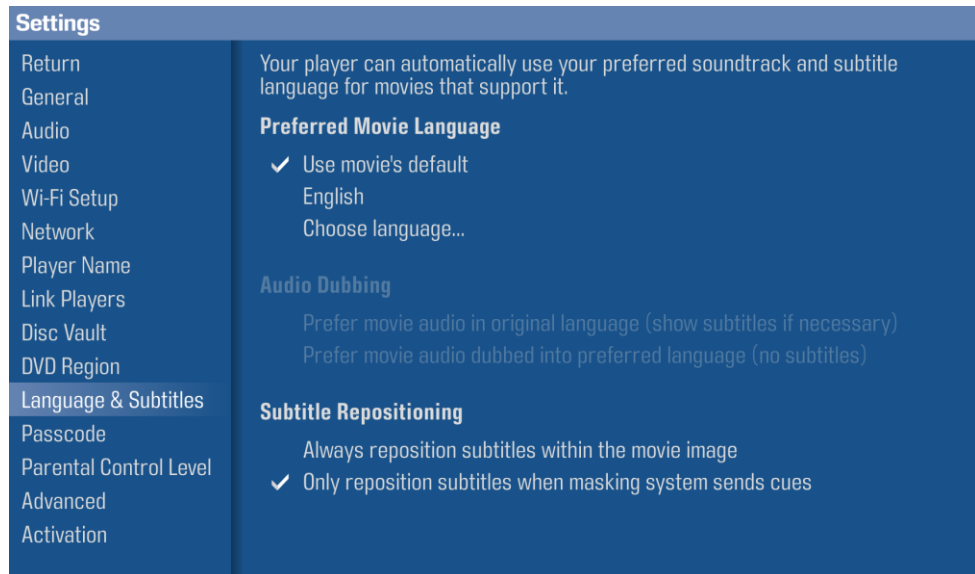 Settings
Return
General
Audio
Video
Wi-Fi Setup
Network
Player Name
Link Players
Disc Vault
DVD Region
Language & Subtitles
Passcode
Parental Control Level
Advanced
Activation
Your player can automatically use your preferred soundtrack and subtitle
language for movies that support it.
Preferred Movie Language
Use movie's default
English
Choose language...
Audio Dubbing
Prefer movie audio in original language (show subtitles if necessary)
Prefer movie audio dubbed into preferred language (no subtitles)
Subtitle Repositioning
Always reposition subtitles within the movie image
Only reposition subtitles when masking system sends cues